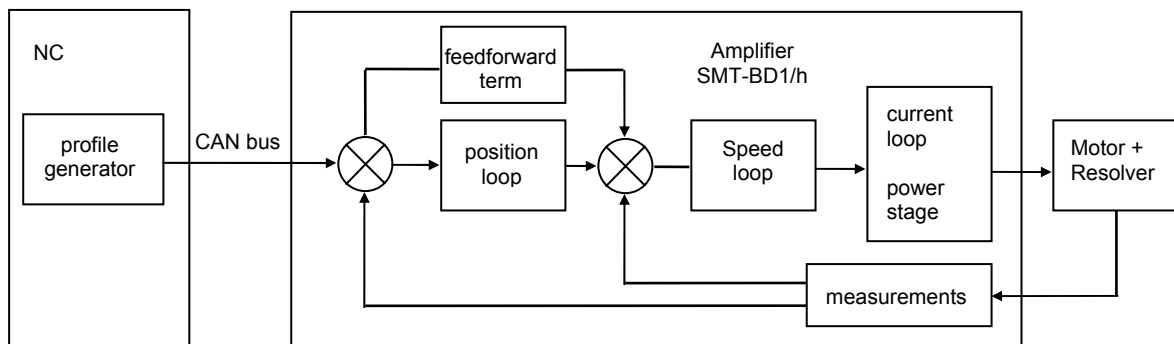 NC
profile
generator
CAN bus
Amplifier
SMT-BD1/h
feedforward
term
position
loop
Speed
loop
current
loop
power
stage
Motor +
Resolver
measurements